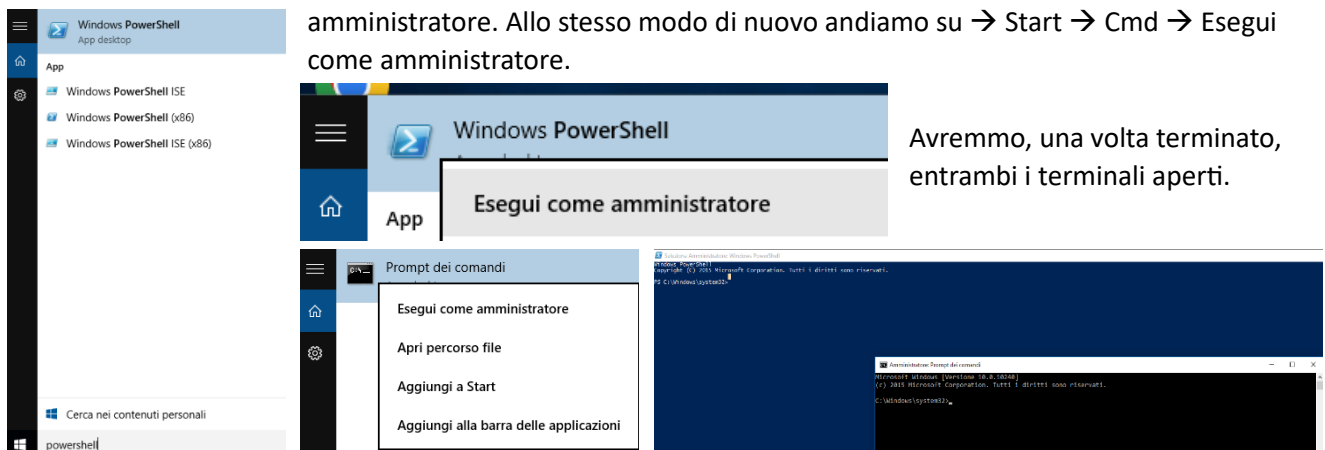 Windows PowerShell
App desktop
App
Windows PowerShell ISE
Windows PowerShell (x86)
Windows PowerShell ISE (x86)
Cerca nei contenuti personali
powershell
amministratore. Allo stesso modo di nuovo andiamo su → Start → Cmd → Esegui
come amministratore.
Windows PowerShell
App
Esegui come amministratore
Avremmo, una volta terminato,
entrambi i terminali aperti.
Prompt dei comandi
Esegui come amministratore
Apri percorso file
Aggiungi a Start
Aggiungi alla barra delle applicazioni
Windows PowerShell
Copyright (C) 2015 Microsoft Corporation. Tutti i diritti sono riservati.
PS C:\Windows\system32>
Amministratore: Prompt dei comandi
Microsoft Windows [Versione 10.0.10240]
(c) 2015 Microsoft Corporation. Tutti i diritti sono riservati.
C:\Windows\system32>_